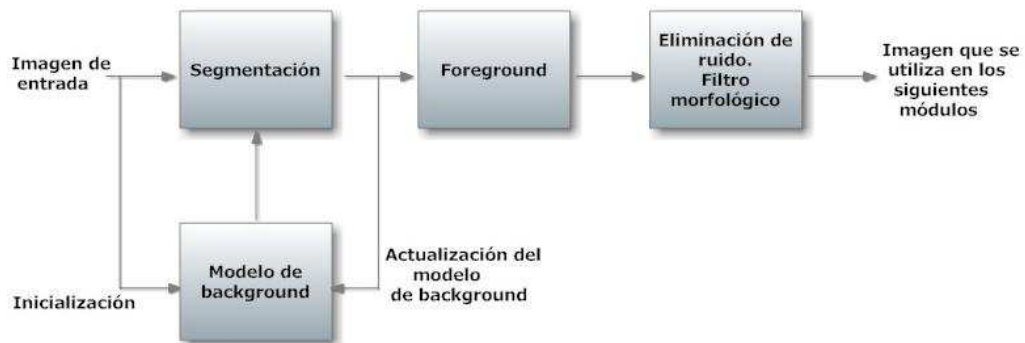 Imagen de
entrada
Segmentación
Foreground
Eliminación de
ruido.
Filtro
morfológico
Imagen que se
utiliza en los
siguientes
módulos
Inicialización
Modelo de
background
Actualización del
modelo
de background